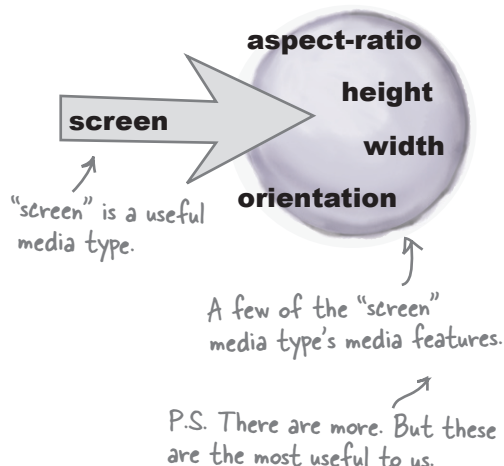 aspect-ratio
height
screen
width
orientation
“screen” is a useful
media type.
A few of the “screen”
media type’s media features.
P.S. There are more. But these
are the most useful to us.